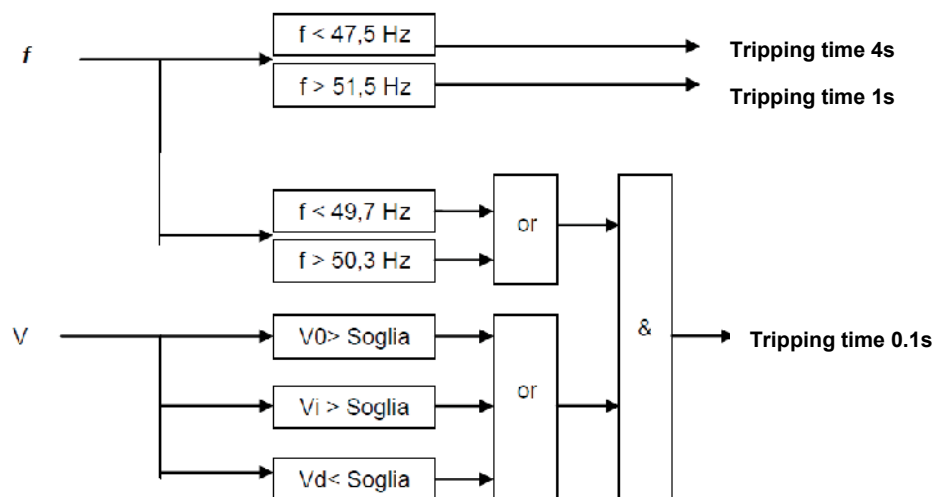 f
f < 47,5 Hz
Tripping time 4s
f > 51,5 Hz
Tripping time 1s
f < 49,7 Hz
or
f > 50,3 Hz
V
V0> Soglia
&
Tripping time 0.1s
Vi > Soglia
or
Vd< Soglia